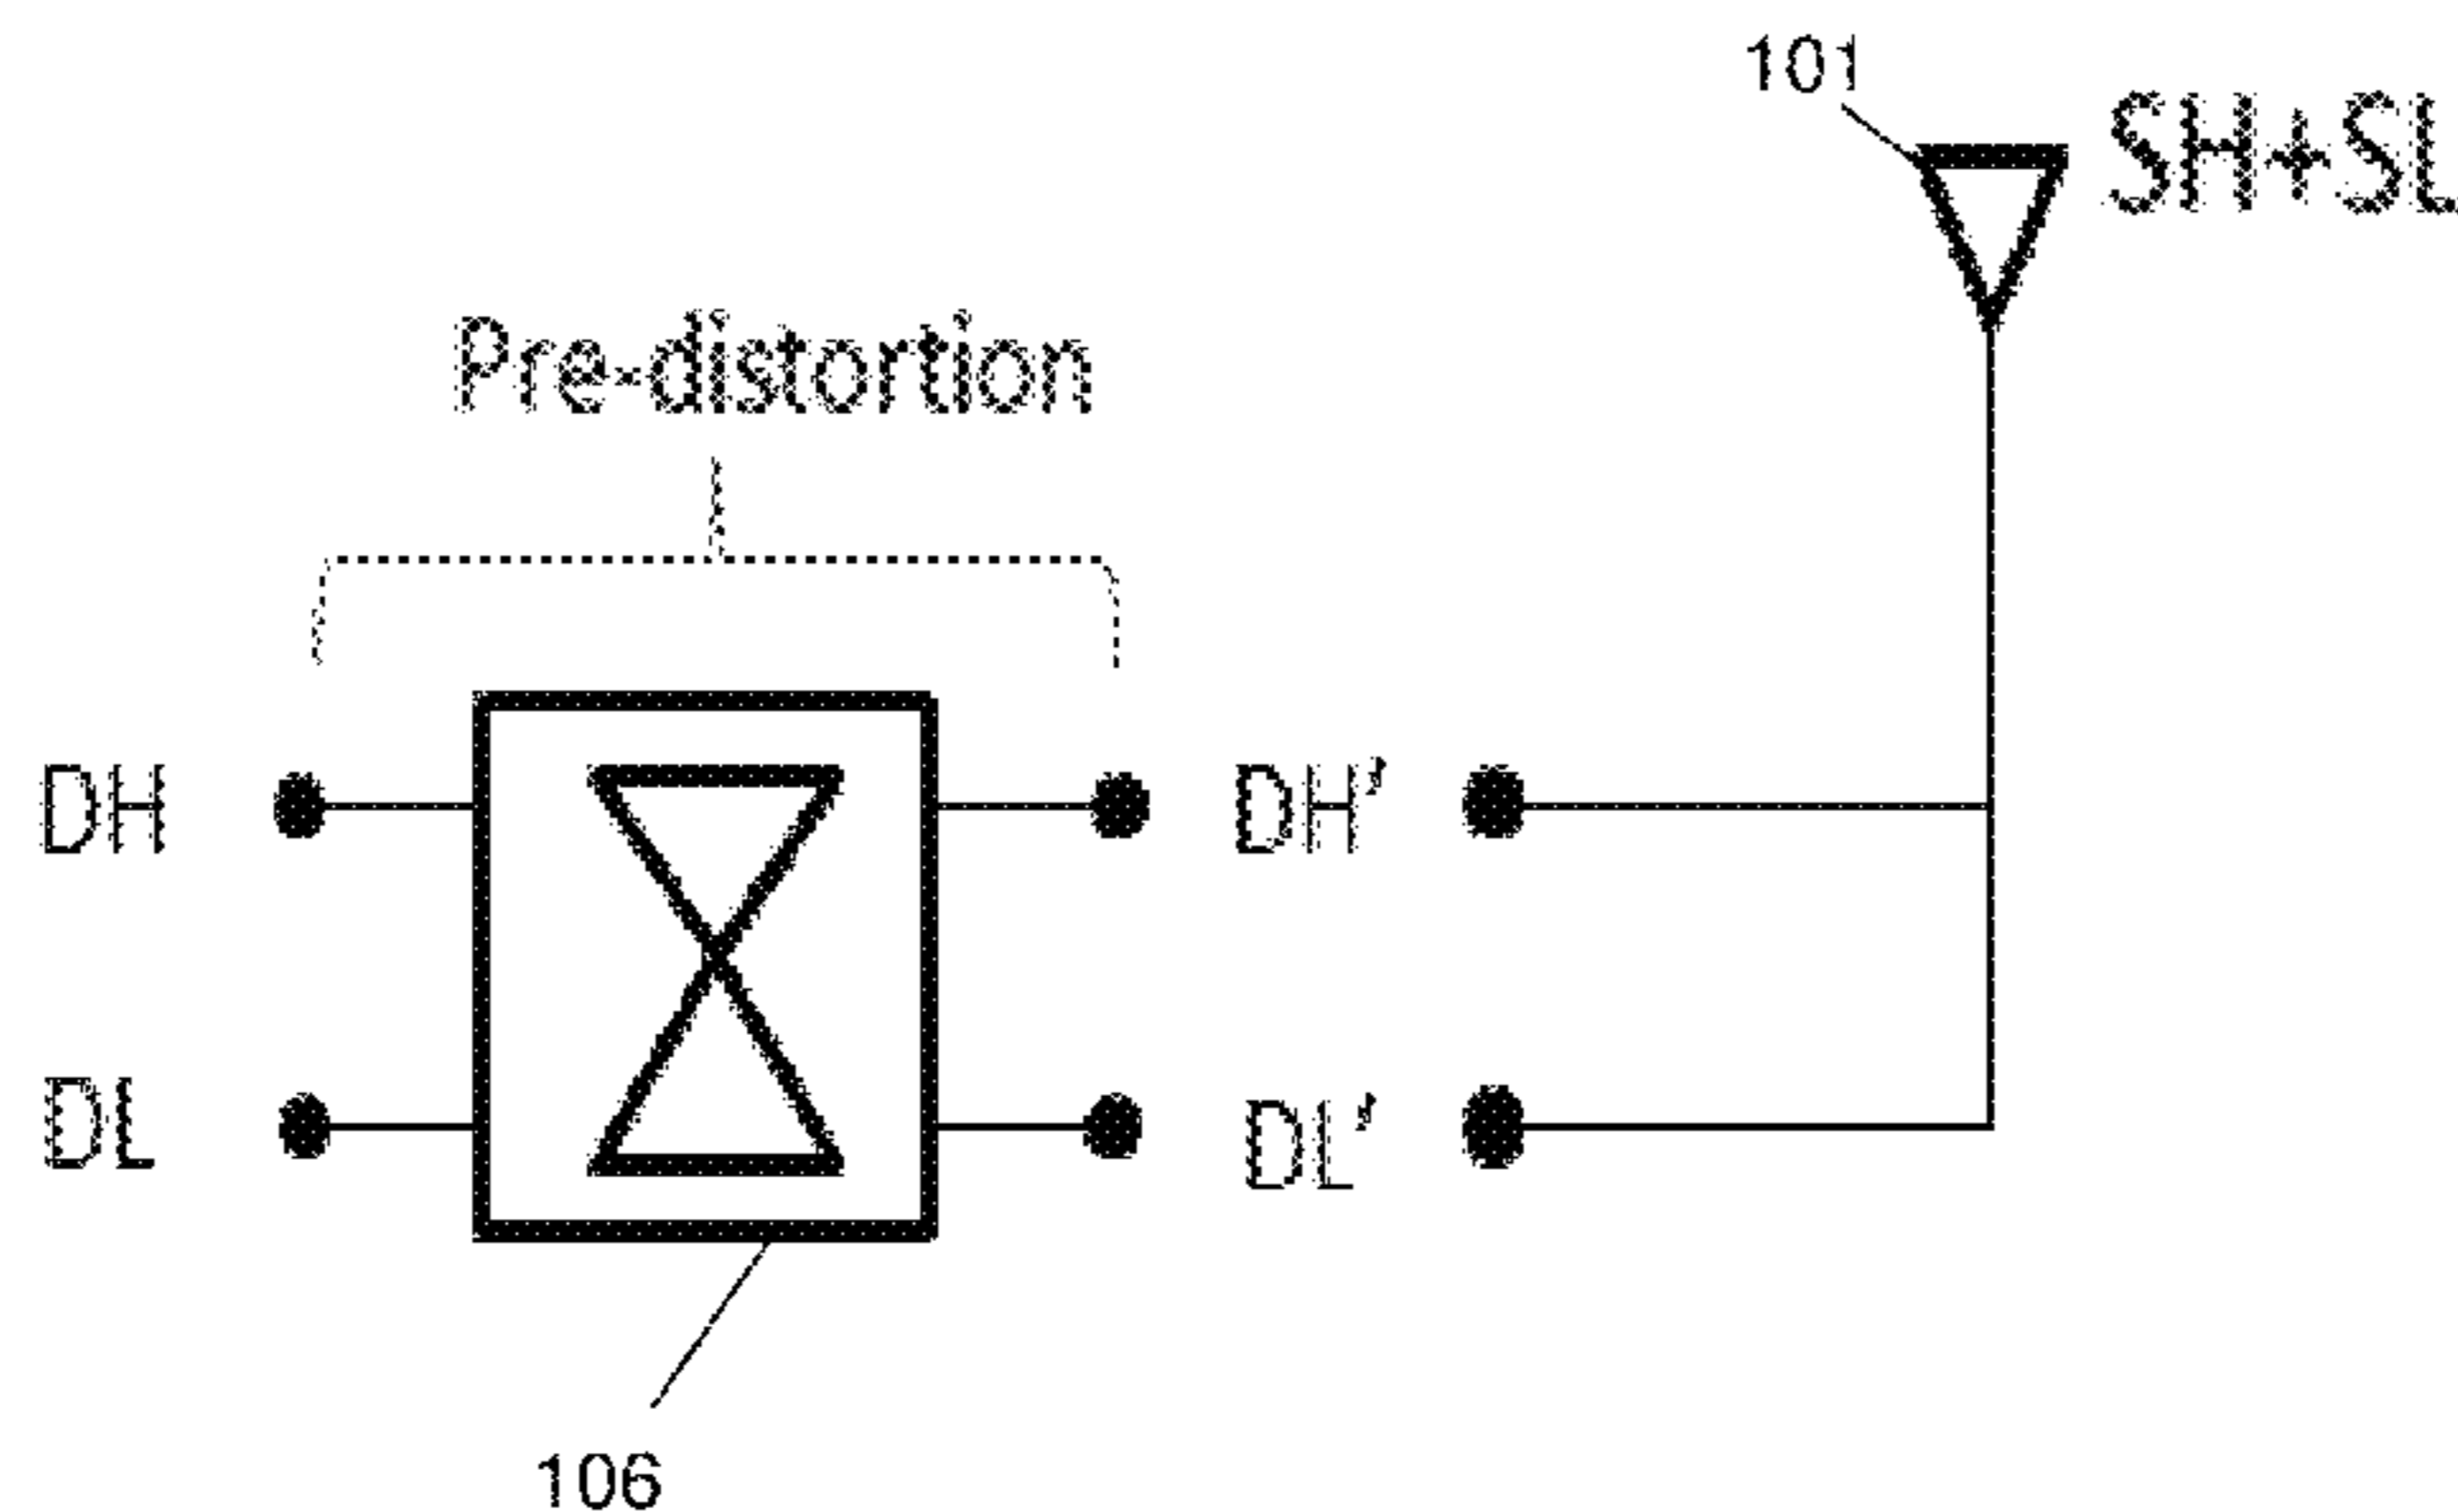 101
SH+SL
Pre-distortion
DH
DH'
DL
DL'
106